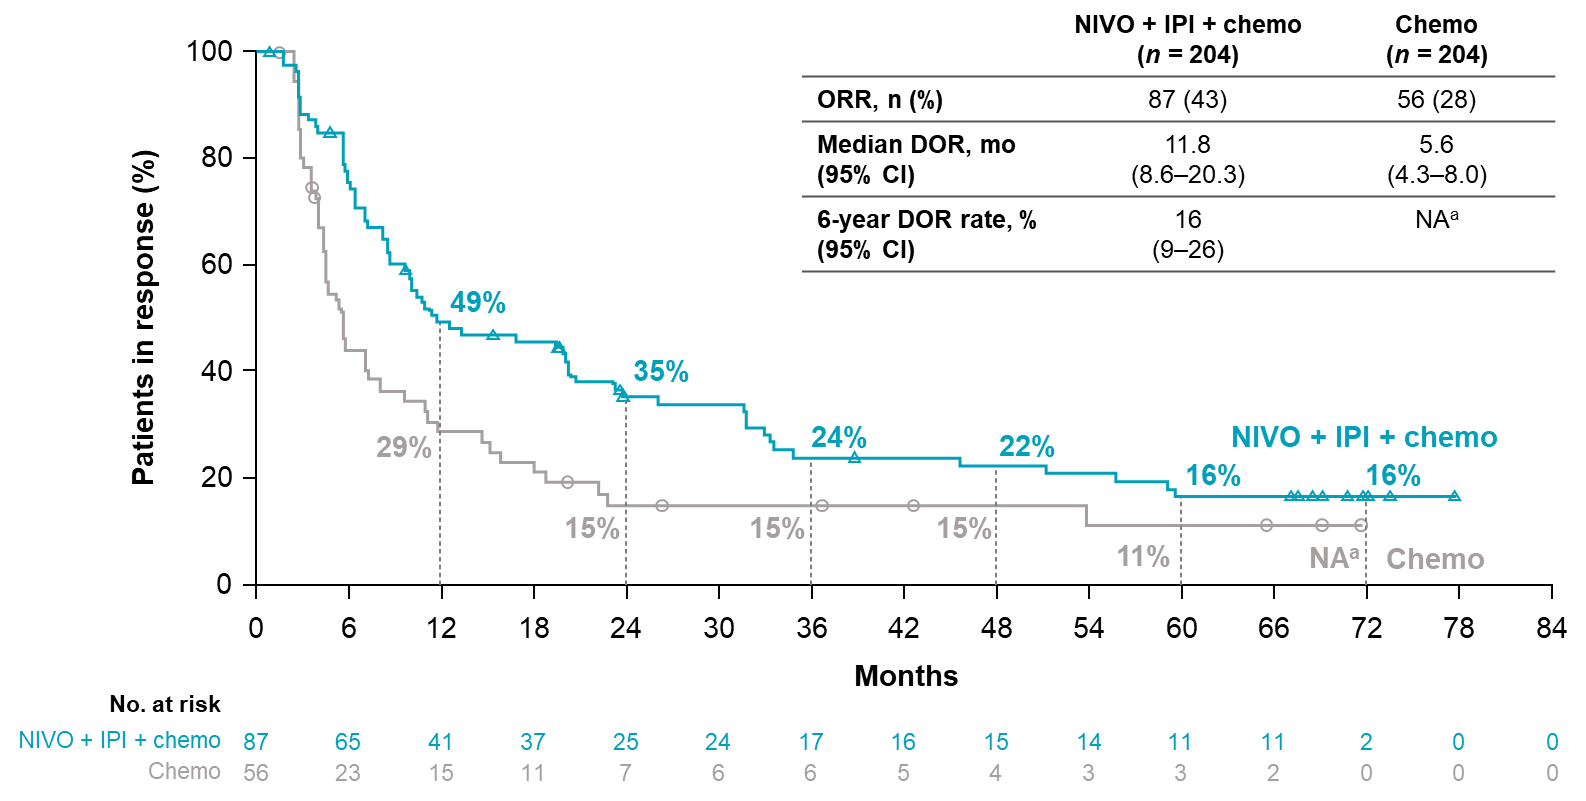 NIVO + IPI + chemo Chemo
(n = 204) (n = 204)
ORR, n (%) 87 (43) 56 (28)
Median DOR, mo 11.8 5.6
(95% CI) (8.6–20.3) (4.3–8.0)
6-year DOR rate, % 16 NAᵃ
(95% CI) (9–26)
Patients in response (%)
100
80
60
40
20
0
49%
35%
24%
22%
NIVO + IPI + chemo
16%
16%
29%
15%
15%
15%
11%
NAᵃ
Chemo
0 6 12 18 24 30 36 42 48 54 60 66 72 78 84
Months
No. at risk
NIVO + IPI + chemo 87 65 41 37 25 24 17 16 15 14 11 11 2 0 0
Chemo 56 23 15 11 7 6 6 5 4 3 3 2 0 0 0